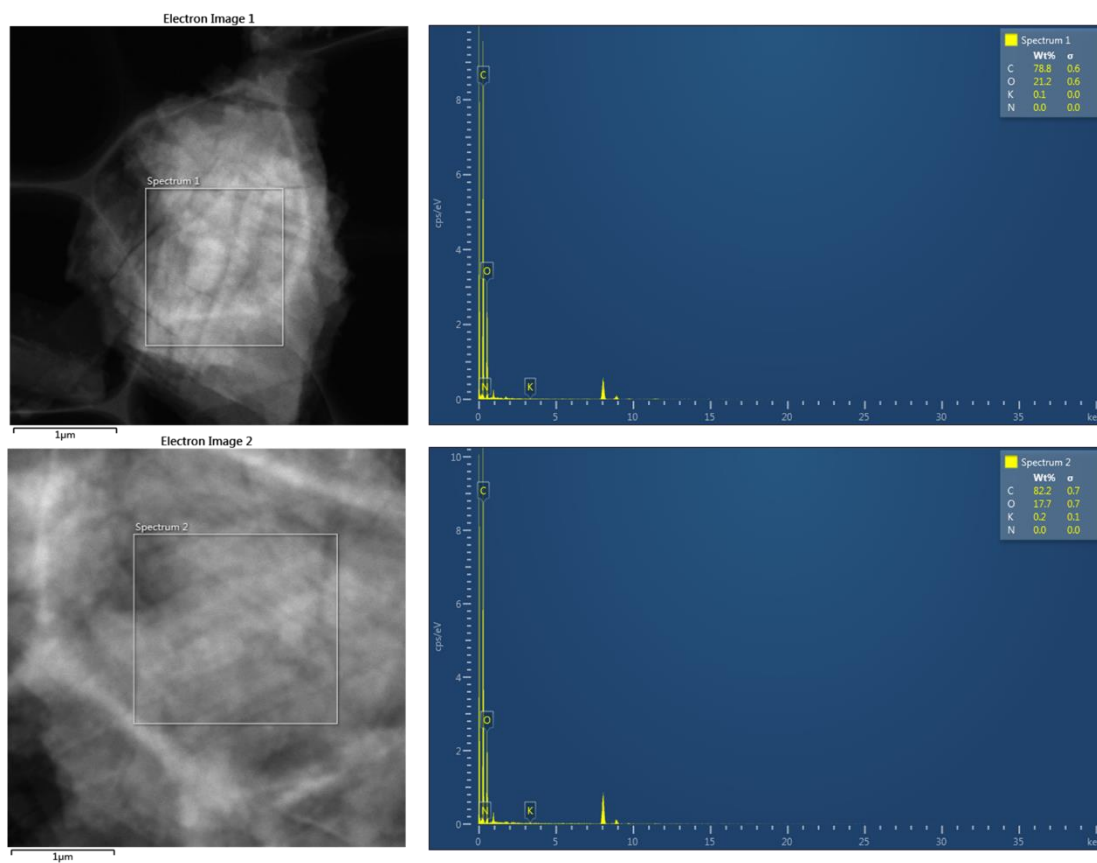 Electron Image 1
Spectrum 1
1µm
cps/eV
8
6
4
2
0
C
O
N
K
0 5 10 15 20 25 30 35 ke
Spectrum 1
Wt% σ
C 78.8 0.6
O 21.2 0.6
K 0.1 0.0
N 0.0 0.0
Electron Image 2
Spectrum 2
1µm
cps/eV
10
8
6
4
2
0
C
O
N
K
0 5 10 15 20 25 30 35 ke
Spectrum 2
Wt% σ
C 82.2 0.7
O 17.7 0.7
K 0.2 0.1
N 0.0 0.0